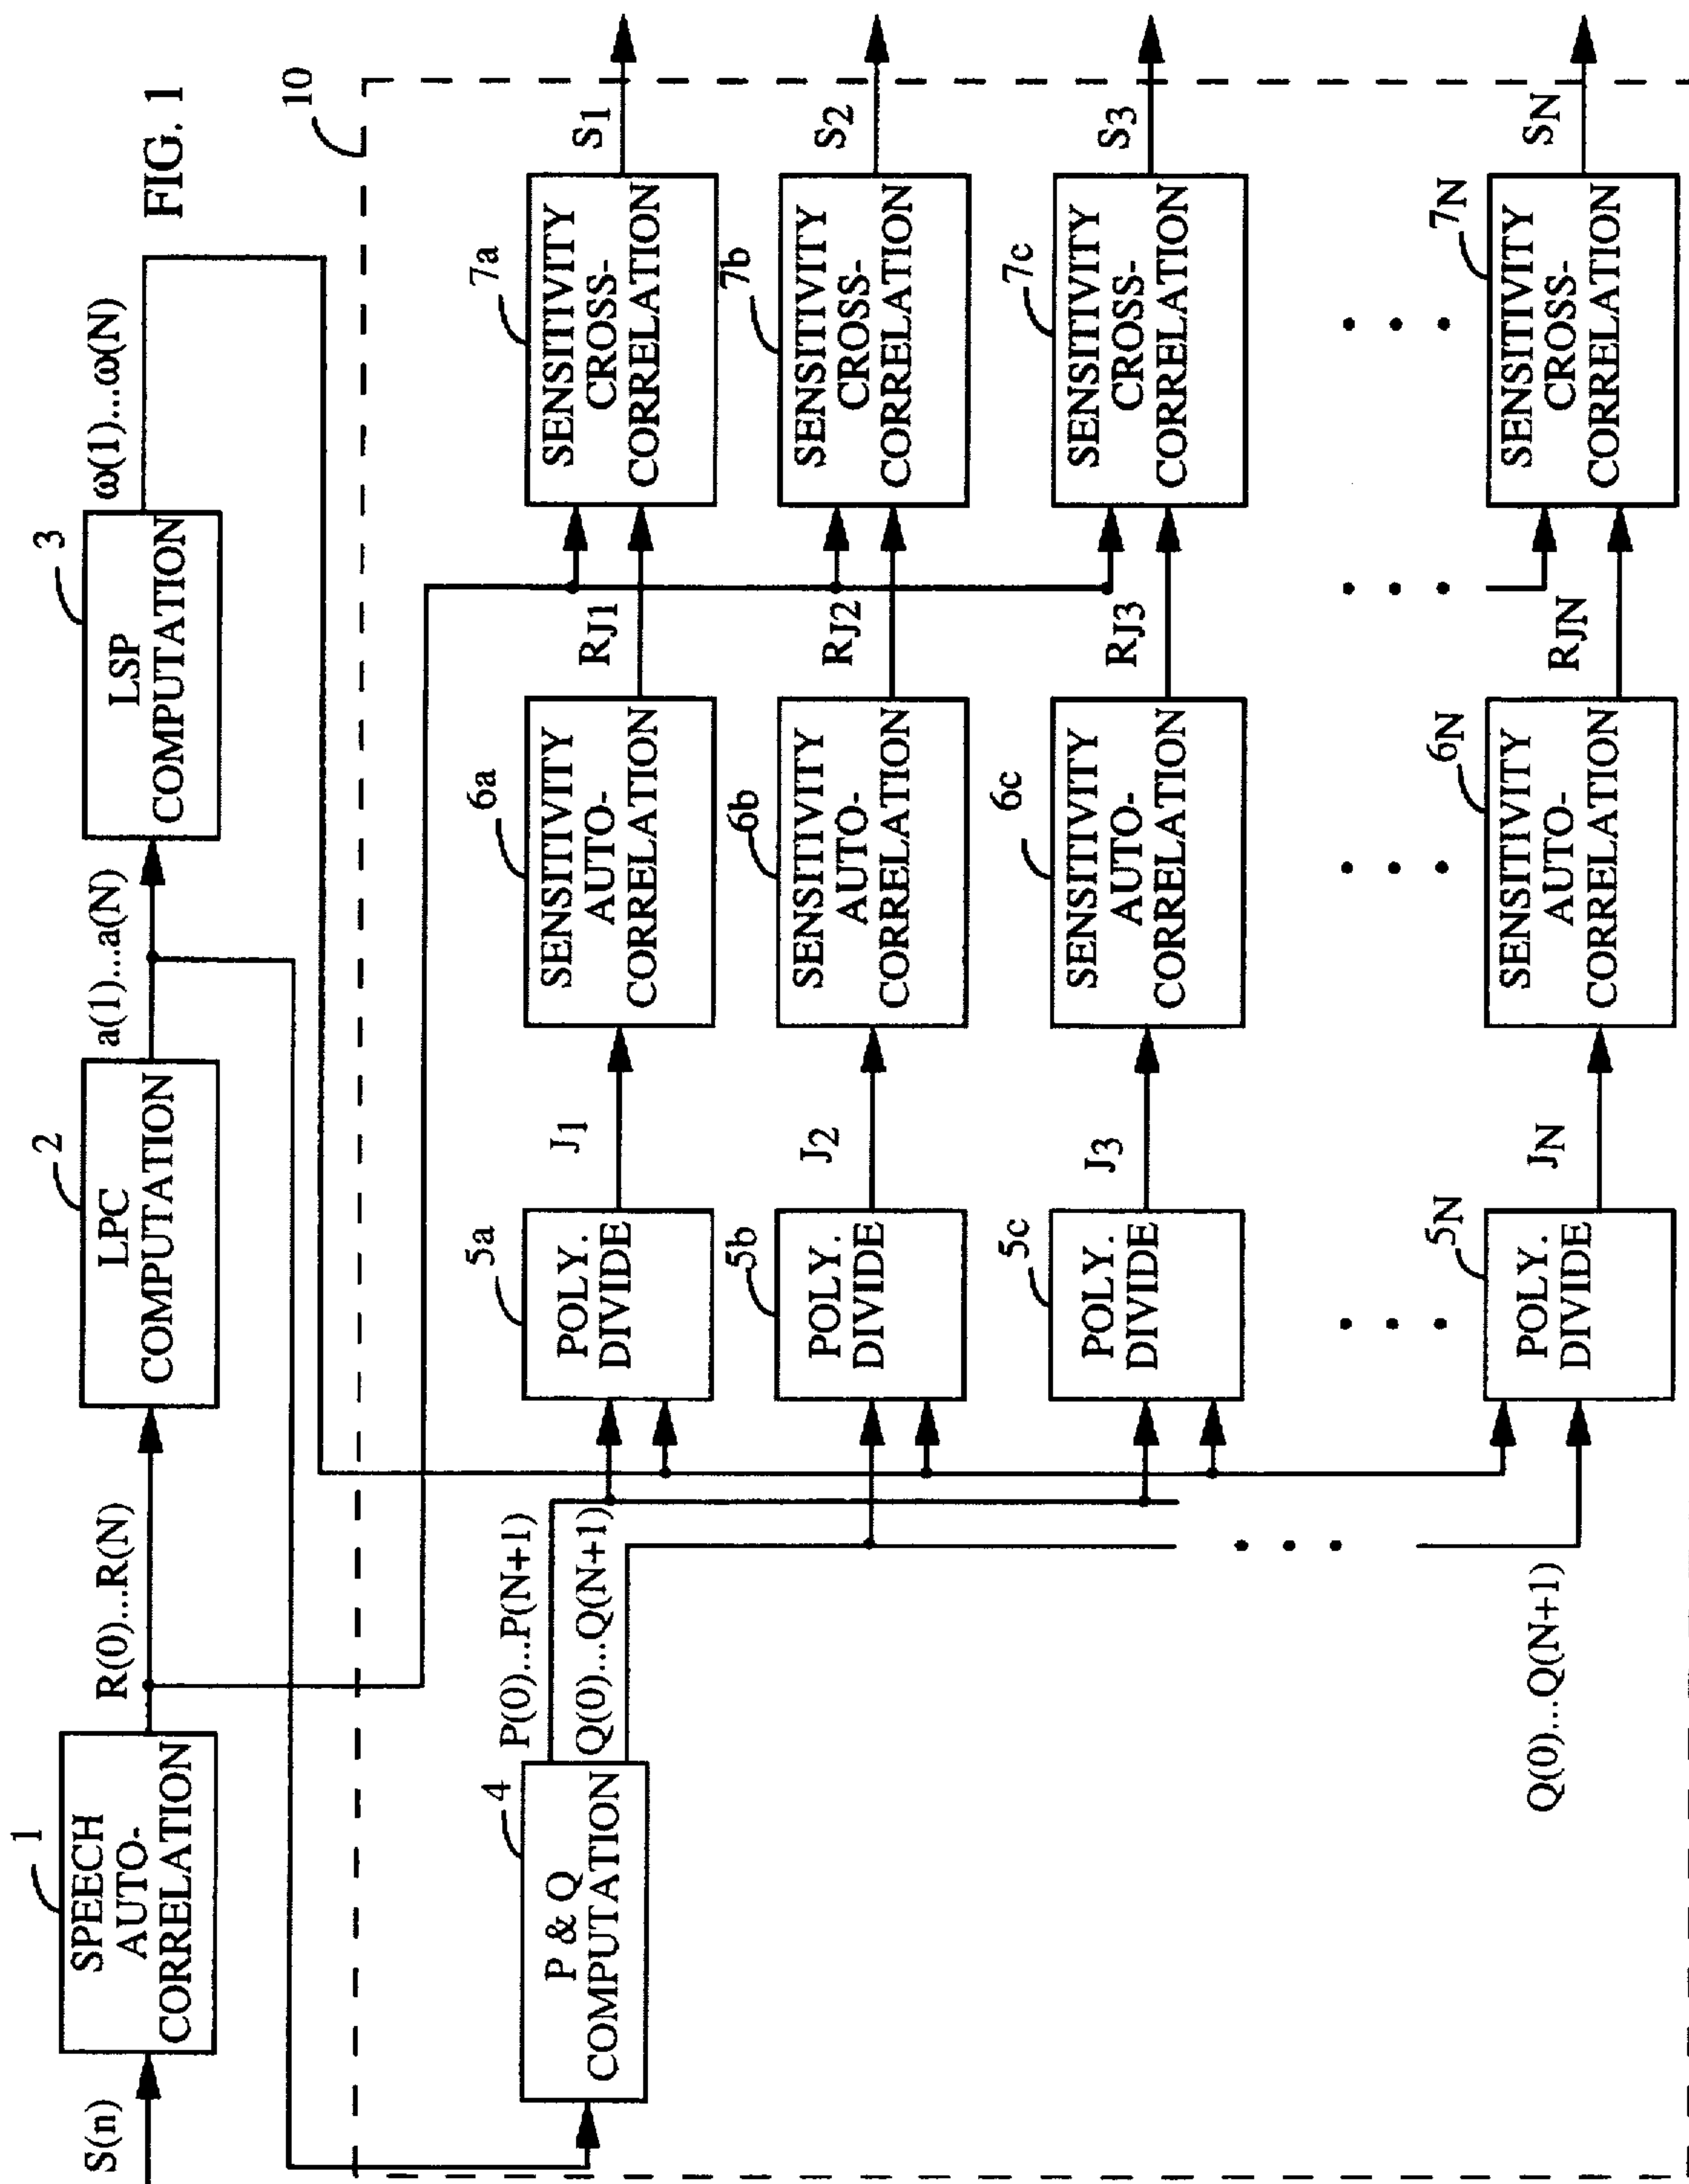 FIG. 1
S(n)
1
SPEECH
AUTO-
CORRELATION
R(0)...R(N)
2
LPC
COMPUTATION
a(1)...a(N)
3
LSP
COMPUTATION
ω(1)...ω(N)
10
4
P & Q
COMPUTATION
P(0)...P(N+1)
Q(0)...Q(N+1)
5a
POLY.
DIVIDE
J1
6a
SENSITIVITY
AUTO-
CORRELATION
RJ1
7a
SENSITIVITY
CROSS-
CORRELATION
S1
5b
POLY.
DIVIDE
J2
6b
SENSITIVITY
AUTO-
CORRELATION
RJ2
7b
SENSITIVITY
CROSS-
CORRELATION
S2
5c
POLY.
DIVIDE
J3
6c
SENSITIVITY
AUTO-
CORRELATION
RJ3
7c
SENSITIVITY
CROSS-
CORRELATION
S3
Q(0)...Q(N+1)
5N
POLY.
DIVIDE
JN
6N
SENSITIVITY
AUTO-
CORRELATION
RJN
7N
SENSITIVITY
CROSS-
CORRELATION
SN